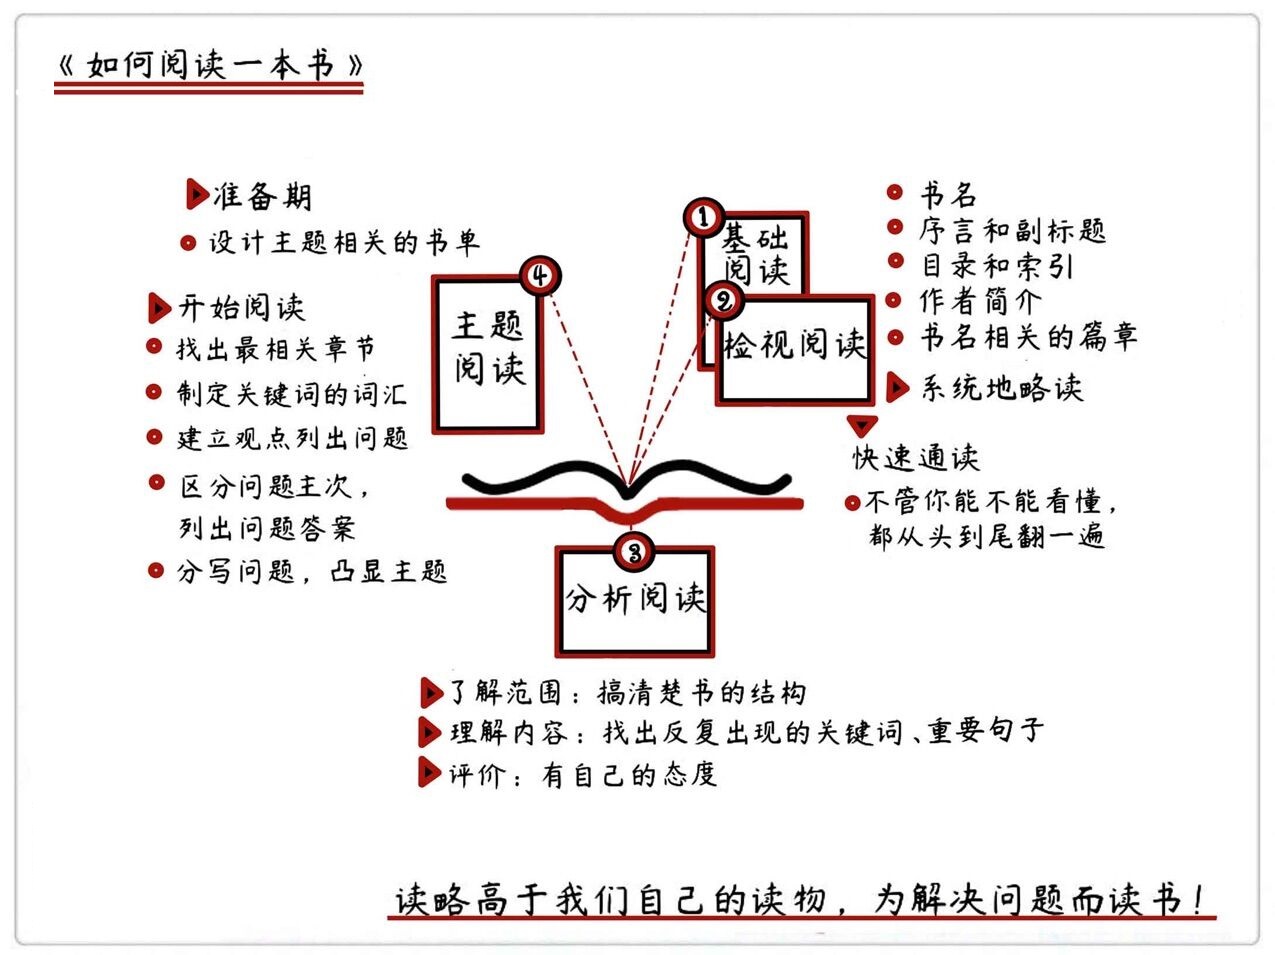 《如何阅读一本书》
1
基础
阅读
2
检视阅读
书名
序言和副标题
目录和索引
作者简介
书名相关的篇章
系统地略读
快速通读
不管你能不能看懂，
都从头到尾翻一遍
3
分析阅读
了解范围：搞清楚书的结构
理解内容：找出反复出现的关键词、重要句子
评价：有自己的态度
4
主题
阅读
准备期
设计主题相关的书单
开始阅读
找出最相关章节
制定关键词的词汇
建立观点列出问题
区分问题主次，
列出问题答案
分写问题，凸显主题
读略高于我们自己的读物，为解决问题而读书！